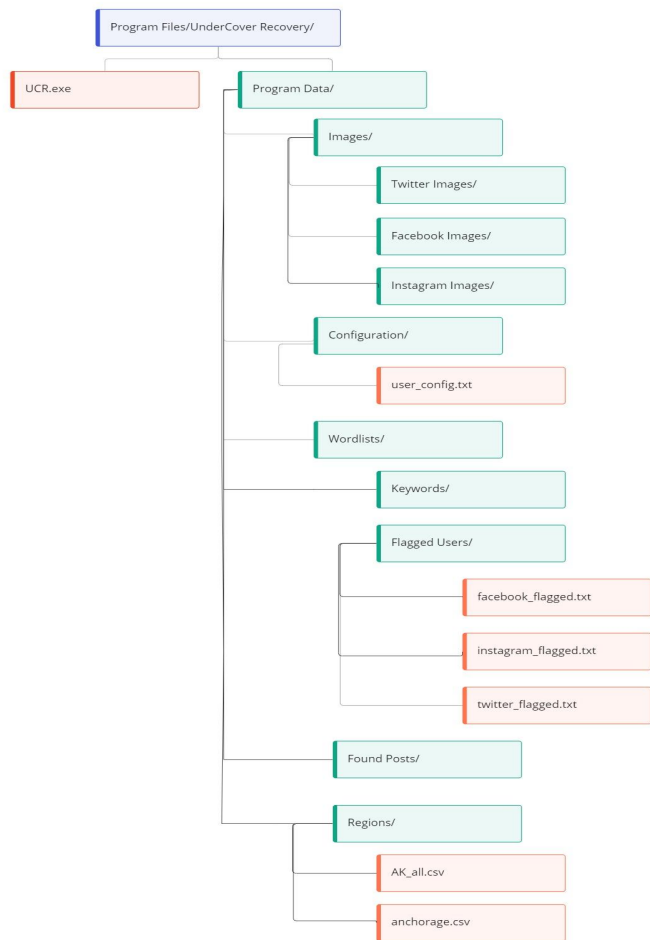 Program Files/UnderCover Recovery/
UCR.exe
Program Data/
Images/
Twitter Images/
Facebook Images/
Instagram Images/
Configuration/
user_config.txt
Wordlists/
Keywords/
Flagged Users/
facebook_flagged.txt
instagram_flagged.txt
twitter_flagged.txt
Found Posts/
Regions/
AK_all.csv
anchorage.csv